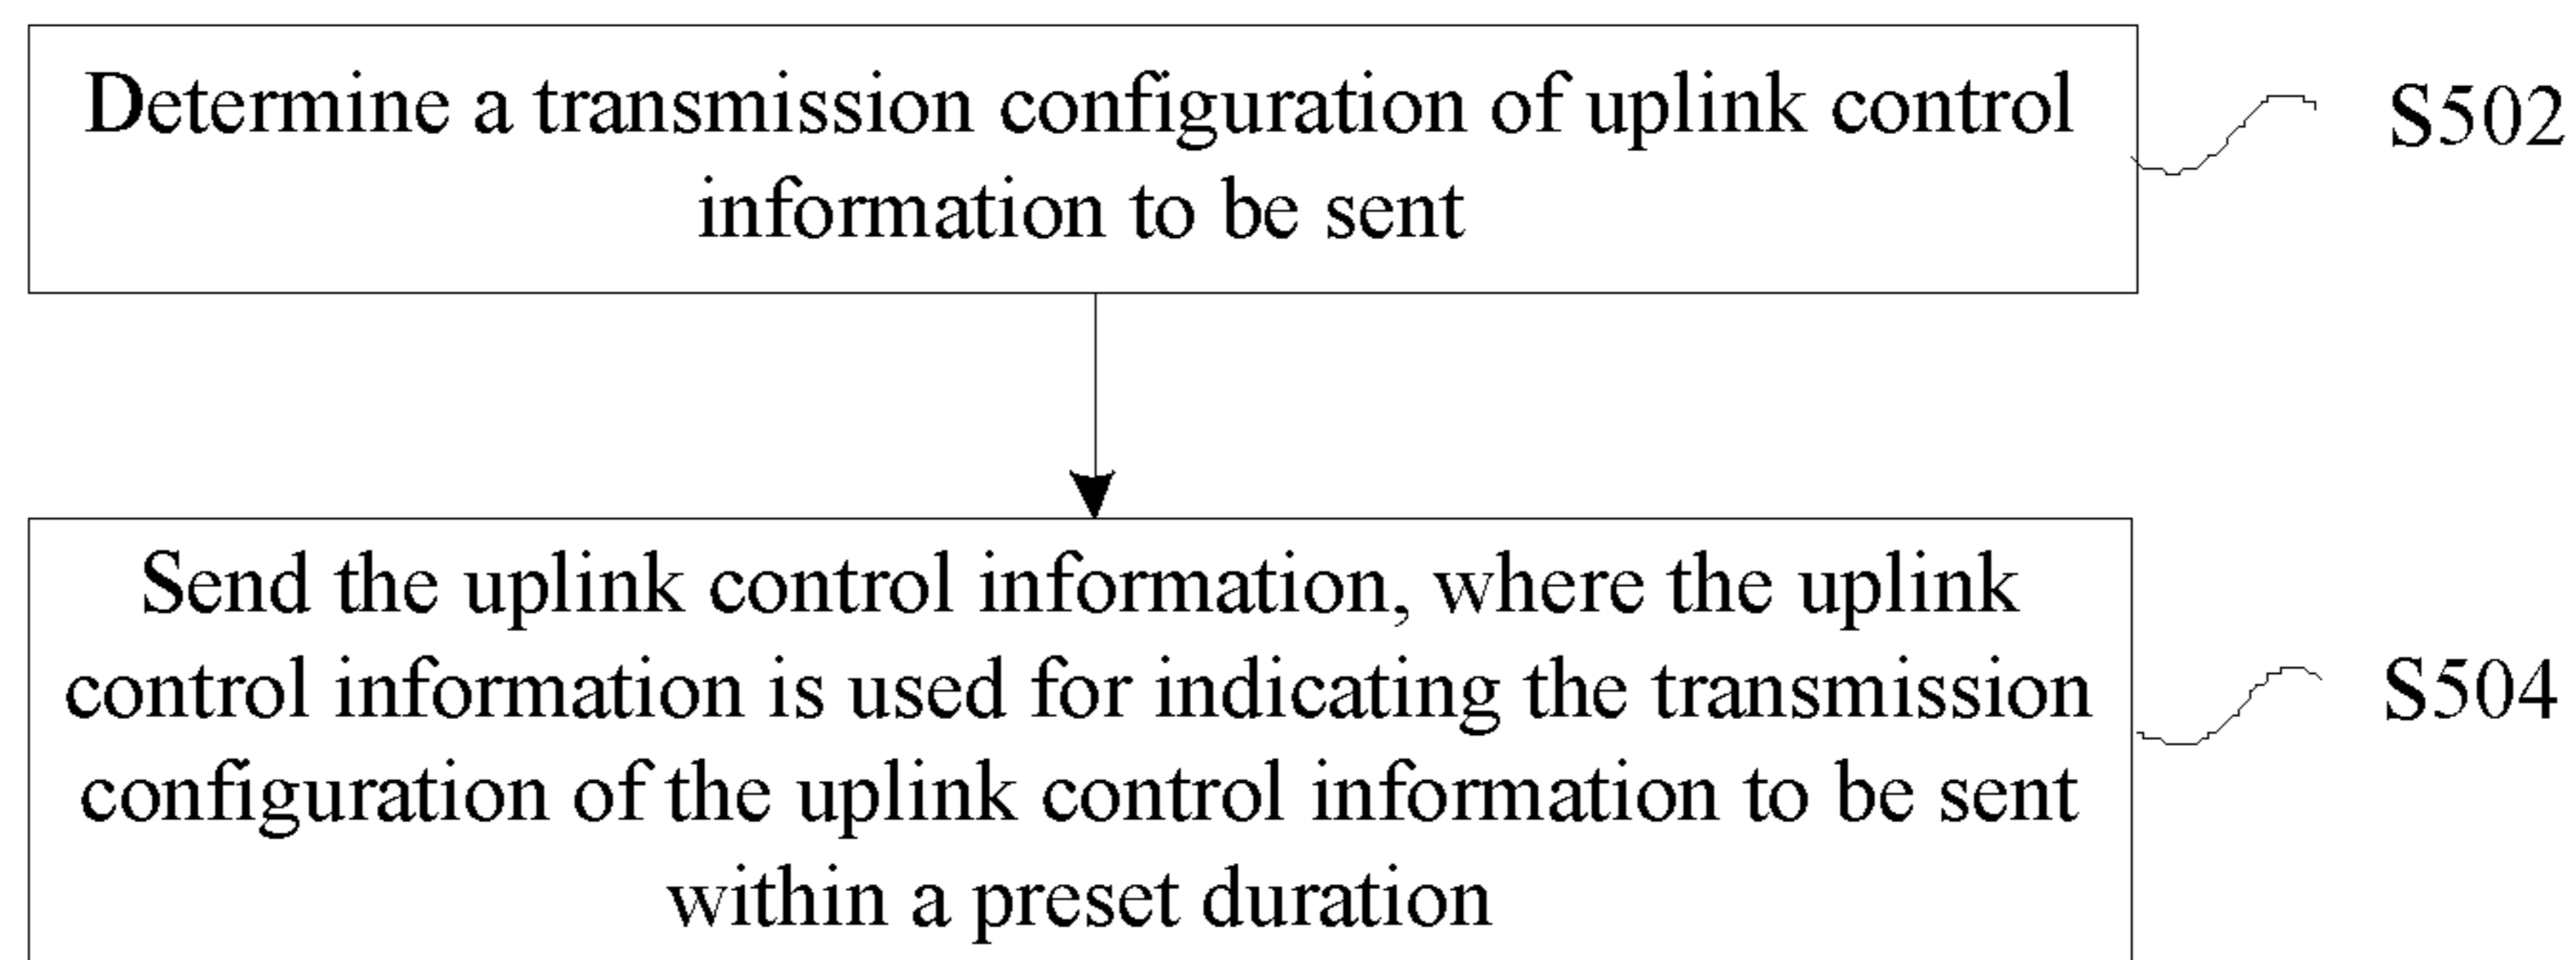 Determine a transmission configuration of uplink control
information to be sent
S502
Send the uplink control information, where the uplink
control information is used for indicating the transmission
configuration of the uplink control information to be sent
within a preset duration
S504